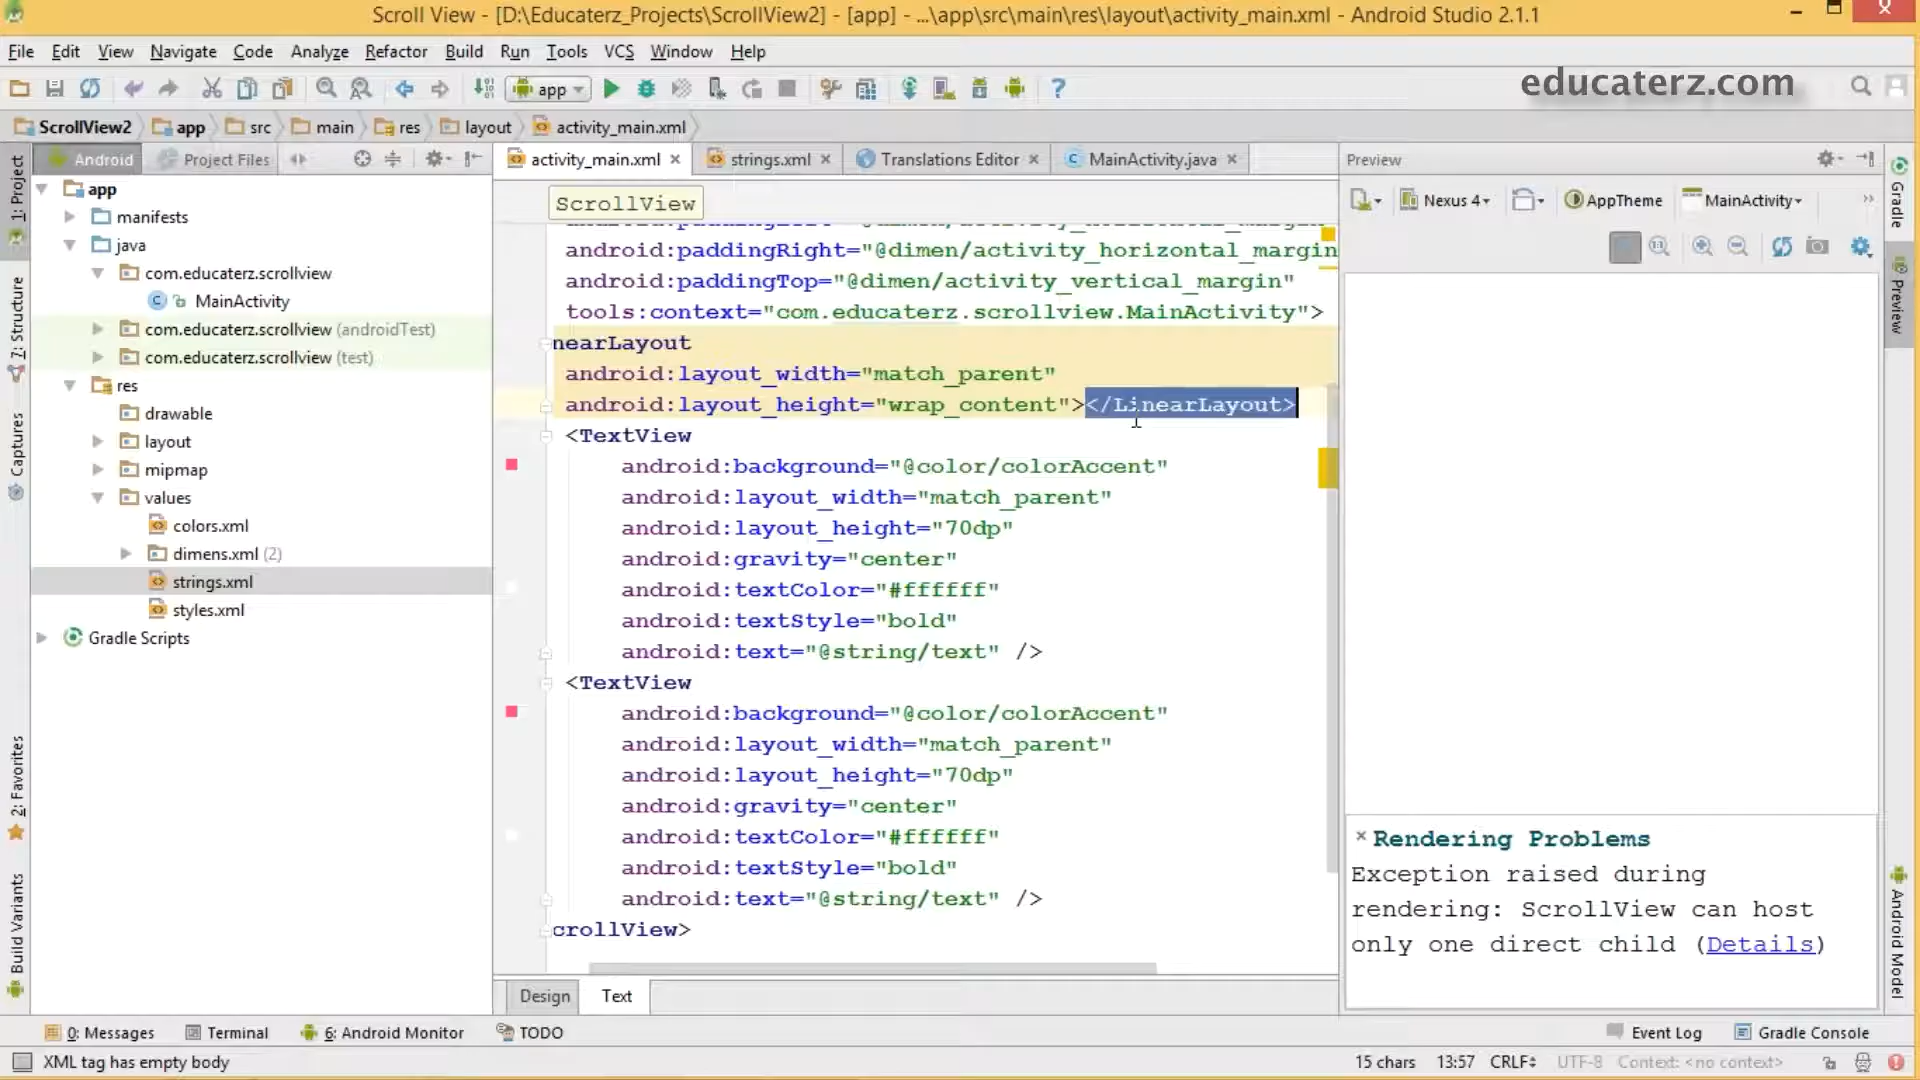 Scroll View - [D:\Educaterz_Projects\ScrollView2] - [app] - ...\app\src\main\res\layout\activity_main.xml - Android Studio 2.1.1
File Edit View Navigate Code Analyze Refactor Build Run Tools VCS Window Help
app
educaterz.com
ScrollView2 app src main res layout activity_main.xml
Android Project Files
activity_main.xml strings.xml Translations Editor MainActivity.java
Preview
1: Project
7: Structure
Captures
2: Favorites
Build Variants
app
manifests
java
com.educaterz.scrollview
MainActivity
com.educaterz.scrollview (androidTest)
com.educaterz.scrollview (test)
res
drawable
layout
mipmap
values
colors.xml
dimens.xml (2)
strings.xml
styles.xml
Gradle Scripts
ScrollView
android:paddingRight="@dimen/activity_horizontal_margin
android:paddingTop="@dimen/activity_vertical_margin"
tools:context="com.educaterz.scrollview.MainActivity">
nearLayout
android:layout_width="match_parent"
android:layout_height="wrap_content"></LinearLayout>
<TextView
android:background="@color/colorAccent"
android:layout_width="match_parent"
android:layout_height="70dp"
android:gravity="center"
android:textColor="#ffffff"
android:textStyle="bold"
android:text="@string/text" />
<TextView
android:background="@color/colorAccent"
android:layout_width="match_parent"
android:layout_height="70dp"
android:gravity="center"
android:textColor="#ffffff"
android:textStyle="bold"
android:text="@string/text" />
crollView>
Design Text
Nexus 4 AppTheme MainActivity
Rendering Problems
Exception raised during
rendering: ScrollView can host
only one direct child (Details)
Gradle
Preview
Android Model
0: Messages Terminal 6: Android Monitor TODO
Event Log Gradle Console
XML tag has empty body
15 chars 13:57 CRLF UTF-8 Context: <no context>